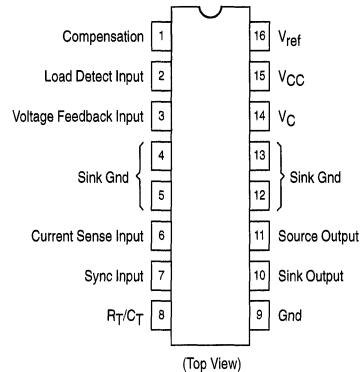 Compensation 1 16 Vref
Load Detect Input 2 15 VCC
Voltage Feedback Input 3 14 VC
4 13
Sink Gnd Sink Gnd
5 12
Current Sense Input 6 11 Source Output
Sync Input 7 10 Sink Output
RT/CT 8 9 Gnd
(Top View)